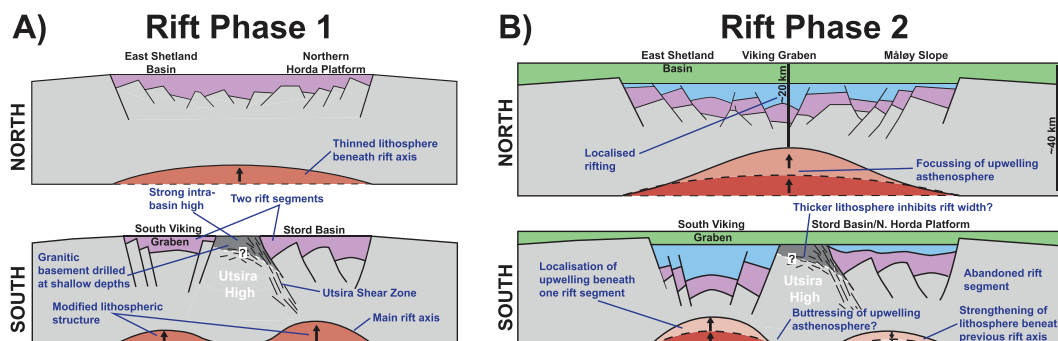 A) Rift Phase 1
East Shetland
Basin
Northern
Horda Platform
NORTH
Thinned lithosphere
beneath rift axis
Strong intra-
basin high
Two rift segments
South Viking
Graben
Stord Basin
SOUTH
?
Granitic
basement drilled
at shallow depths
Utsira
High
Utsira Shear Zone
Modified lithospheric
structure
Main rift axis
B) Rift Phase 2
East Shetland
Basin
Viking Graben
Måløy Slope
NORTH
~20 km
~40 km
Localised
rifting
Focussing of upwelling
asthenosphere
Thicker lithosphere inhibits rift width?
South Viking
Graben
Stord Basin/N. Horda Platform
SOUTH
?
Localisation of
upwelling beneath
one rift segment
Utsira
High
Abandoned rift
segment
Buttressing of upwelling
asthenosphere?
Strengthening of
lithosphere beneat
previous rift axis